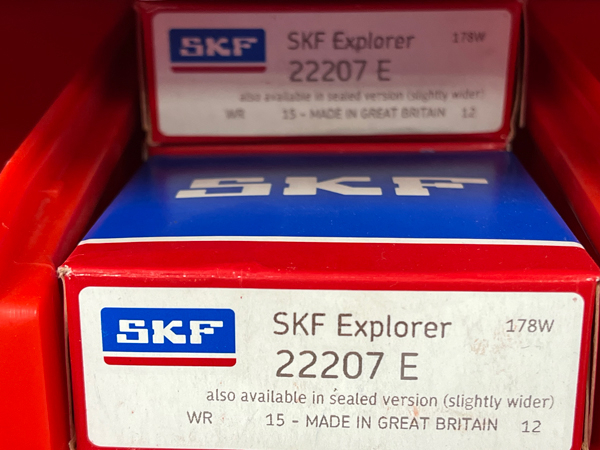 SKF SKF Explorer 178W
22207 E
also available in sealed version (slightly wider)
WR 15 - MADE IN GREAT BRITAIN 12
SKF
SKF SKF Explorer 178W
22207 E
also available in sealed version (slightly wider)
WR 15 - MADE IN GREAT BRITAIN 12